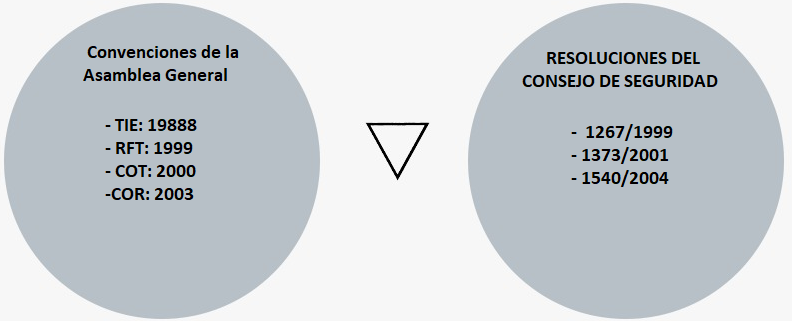 Convenciones de la
Asamblea General
- TIE: 19888
- RFT: 1999
- COT: 2000
-COR: 2003
RESOLUCIONES DEL
CONSEJO DE SEGURIDAD
- 1267/1999
- 1373/2001
- 1540/2004